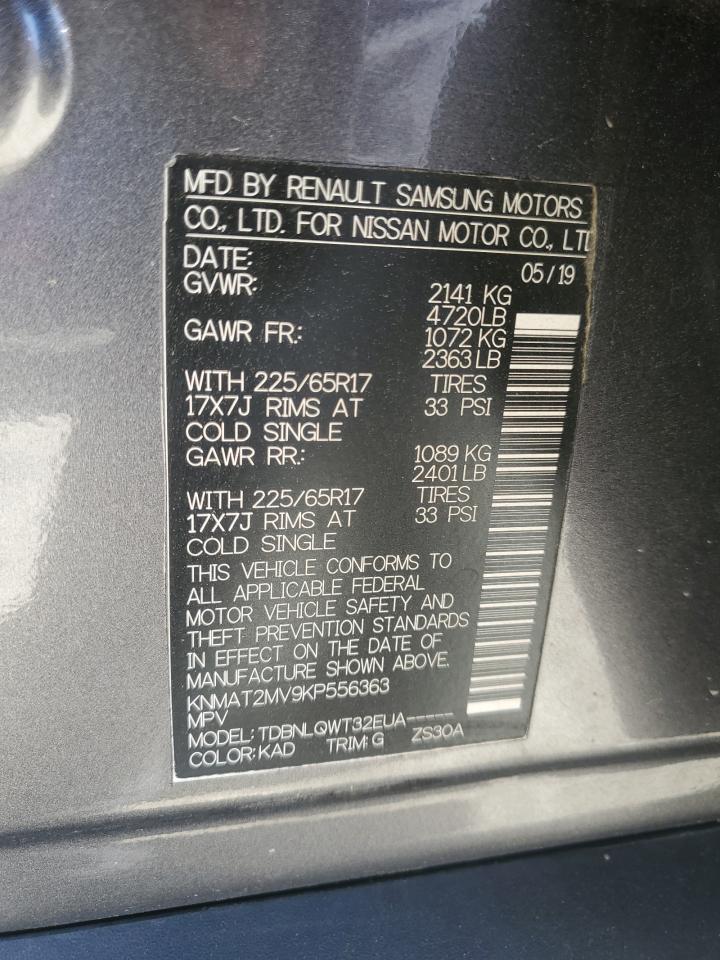 MFD BY RENAULT SAMSUNG MOTORS
CO., LTD. FOR NISSAN MOTOR CO., LTD
DATE: 05/19
GVWR: 2141 KG
4720LB
GAWR FR: 1072 KG
2363LB
WITH 225/65R17 TIRES
17X7J RIMS AT 33 PSI
COLD SINGLE
GAWR RR: 1089 KG
2401LB
WITH 225/65R17 TIRES
17X7J RIMS AT 33 PSI
COLD SINGLE
THIS VEHICLE CONFORMS TO
ALL APPLICABLE FEDERAL
MOTOR VEHICLE SAFETY AND
THEFT PREVENTION STANDARDS
IN EFFECT ON THE DATE OF
MANUFACTURE SHOWN ABOVE.
KNMAT2MV9KP556363
MPV
MODEL: TDBNLQWT32EUA-----
COLOR: KAD TRIM: G ZS30A